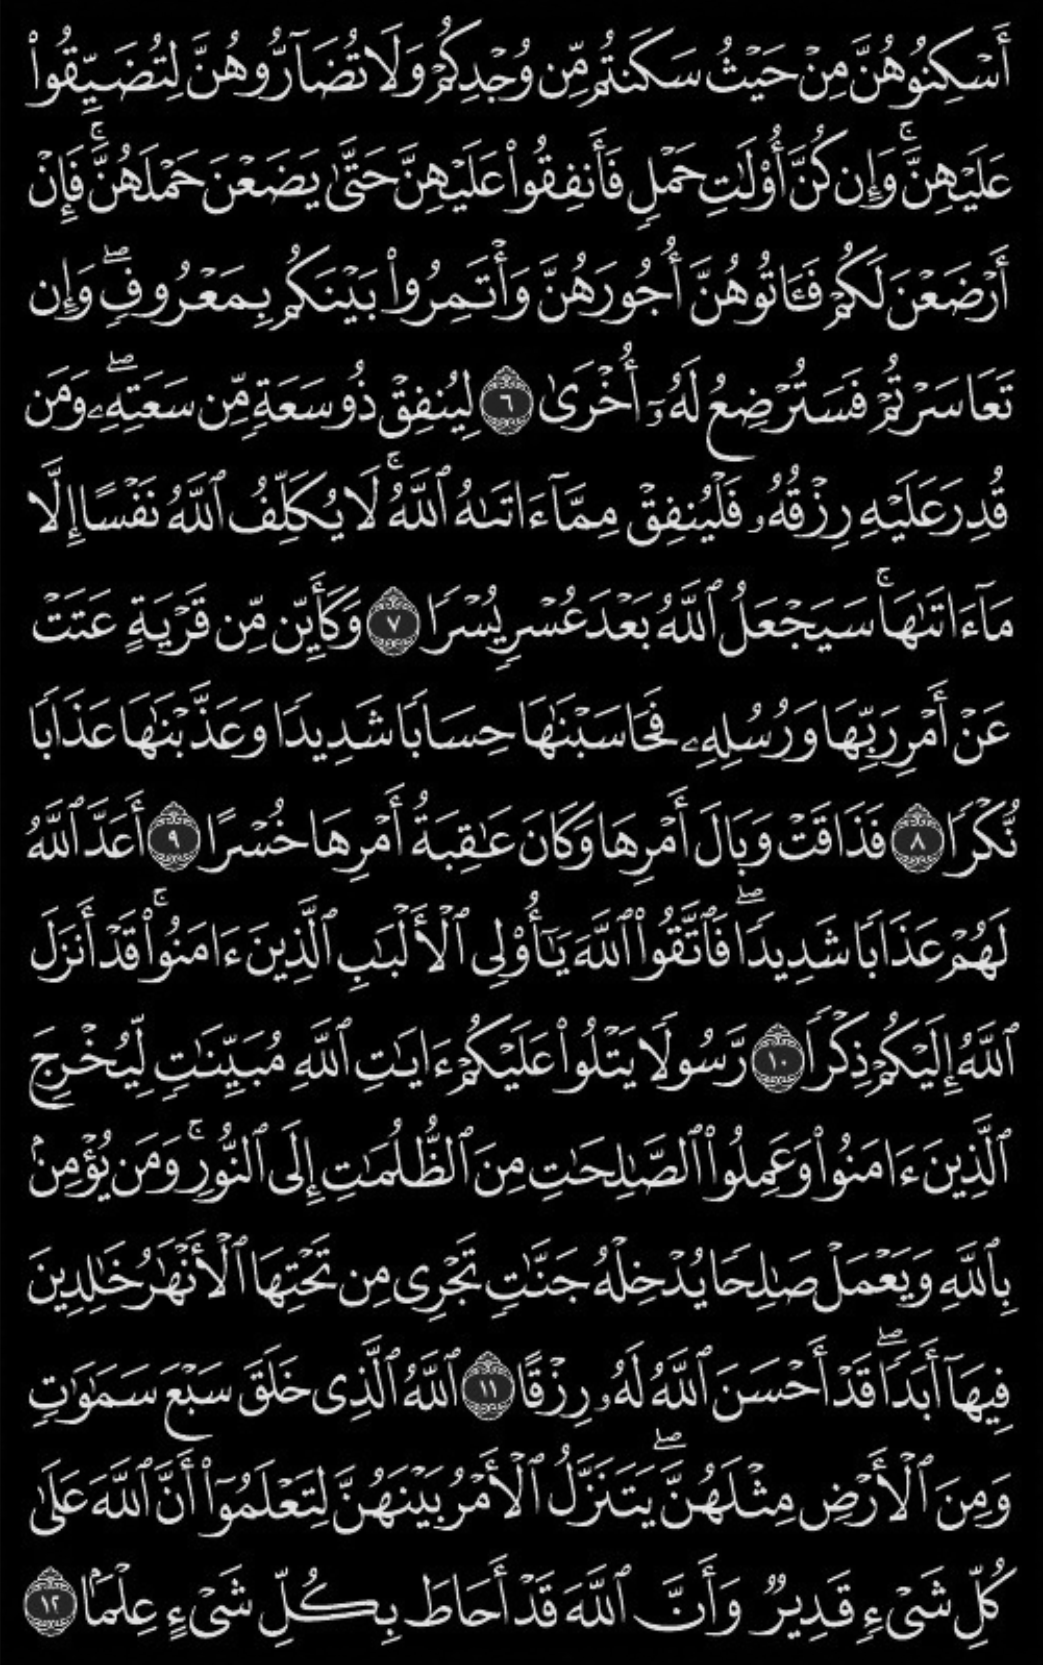 أَسْكِنُوهُنَّ مِنْ حَيْثُ سَكَنتُم مِّن وُجْدِكُمْ وَلَا تُضَآرُّوهُنَّ لِتُضَيِّقُوا۟
عَلَيْهِنَّ ۚ وَإِن كُنَّ أُو۟لَـٰتِ حَمْلٍ فَأَنفِقُوا۟ عَلَيْهِنَّ حَتَّىٰ يَضَعْنَ حَمْلَهُنَّ ۚ فَإِنْ
أَرْضَعْنَ لَكُمْ فَـَٔاتُوهُنَّ أُجُورَهُنَّ وَأْتَمِرُوا۟ بَيْنَكُم بِمَعْرُوفٍ ۖ وَإِن
تَعَاسَرْتُمْ فَسَتُرْضِعُ لَهُۥٓ أُخْرَىٰ ٦ لِيُنفِقْ ذُو سَعَةٍ مِّن سَعَتِهِۦ ۖ وَمَن
قُدِرَ عَلَيْهِ رِزْقُهُۥ فَلْيُنفِقْ مِمَّآ ءَاتَىٰهُ ٱللَّهُ ۚ لَا يُكَلِّفُ ٱللَّهُ نَفْسًا إِلَّا
مَآ ءَاتَىٰهَا ۚ سَيَجْعَلُ ٱللَّهُ بَعْدَ عُسْرٍ يُسْرًا ٧ وَكَأَيِّن مِّن قَرْيَةٍ عَتَتْ
عَنْ أَمْرِ رَبِّهَا وَرُسُلِهِۦ فَحَاسَبْنَـٰهَا حِسَابًا شَدِيدًا وَعَذَّبْنَـٰهَا عَذَابًا
نُّكْرًا ٨ فَذَاقَتْ وَبَالَ أَمْرِهَا وَكَانَ عَـٰقِبَةُ أَمْرِهَا خُسْرًا ٩ أَعَدَّ ٱللَّهُ
لَهُمْ عَذَابًا شَدِيدًا ۖ فَٱتَّقُوا۟ ٱللَّهَ يَـٰٓأُو۟لِى ٱلْأَلْبَـٰبِ ٱلَّذِينَ ءَامَنُوا۟ ۚ قَدْ أَنزَلَ
ٱللَّهُ إِلَيْكُمْ ذِكْرًا ١٠ رَّسُولًا يَتْلُوا۟ عَلَيْكُمْ ءَايَـٰتِ ٱللَّهِ مُبَيِّنَـٰتٍ لِّيُخْرِجَ
ٱلَّذِينَ ءَامَنُوا۟ وَعَمِلُوا۟ ٱلصَّـٰلِحَـٰتِ مِنَ ٱلظُّلُمَـٰتِ إِلَى ٱلنُّورِ ۚ وَمَن يُؤْمِنۢ
بِٱللَّهِ وَيَعْمَلْ صَـٰلِحًا يُدْخِلْهُ جَنَّـٰتٍ تَجْرِى مِن تَحْتِهَا ٱلْأَنْهَـٰرُ خَـٰلِدِينَ
فِيهَآ أَبَدًا ۖ قَدْ أَحْسَنَ ٱللَّهُ لَهُۥ رِزْقًا ١١ ٱللَّهُ ٱلَّذِى خَلَقَ سَبْعَ سَمَـٰوَٰتٍ
وَمِنَ ٱلْأَرْضِ مِثْلَهُنَّ ۖ يَتَنَزَّلُ ٱلْأَمْرُ بَيْنَهُنَّ لِتَعْلَمُوٓا۟ أَنَّ ٱللَّهَ عَلَىٰ
كُلِّ شَىْءٍ قَدِيرٌ وَأَنَّ ٱللَّهَ قَدْ أَحَاطَ بِكُلِّ شَىْءٍ عِلْمًۢا ١٢